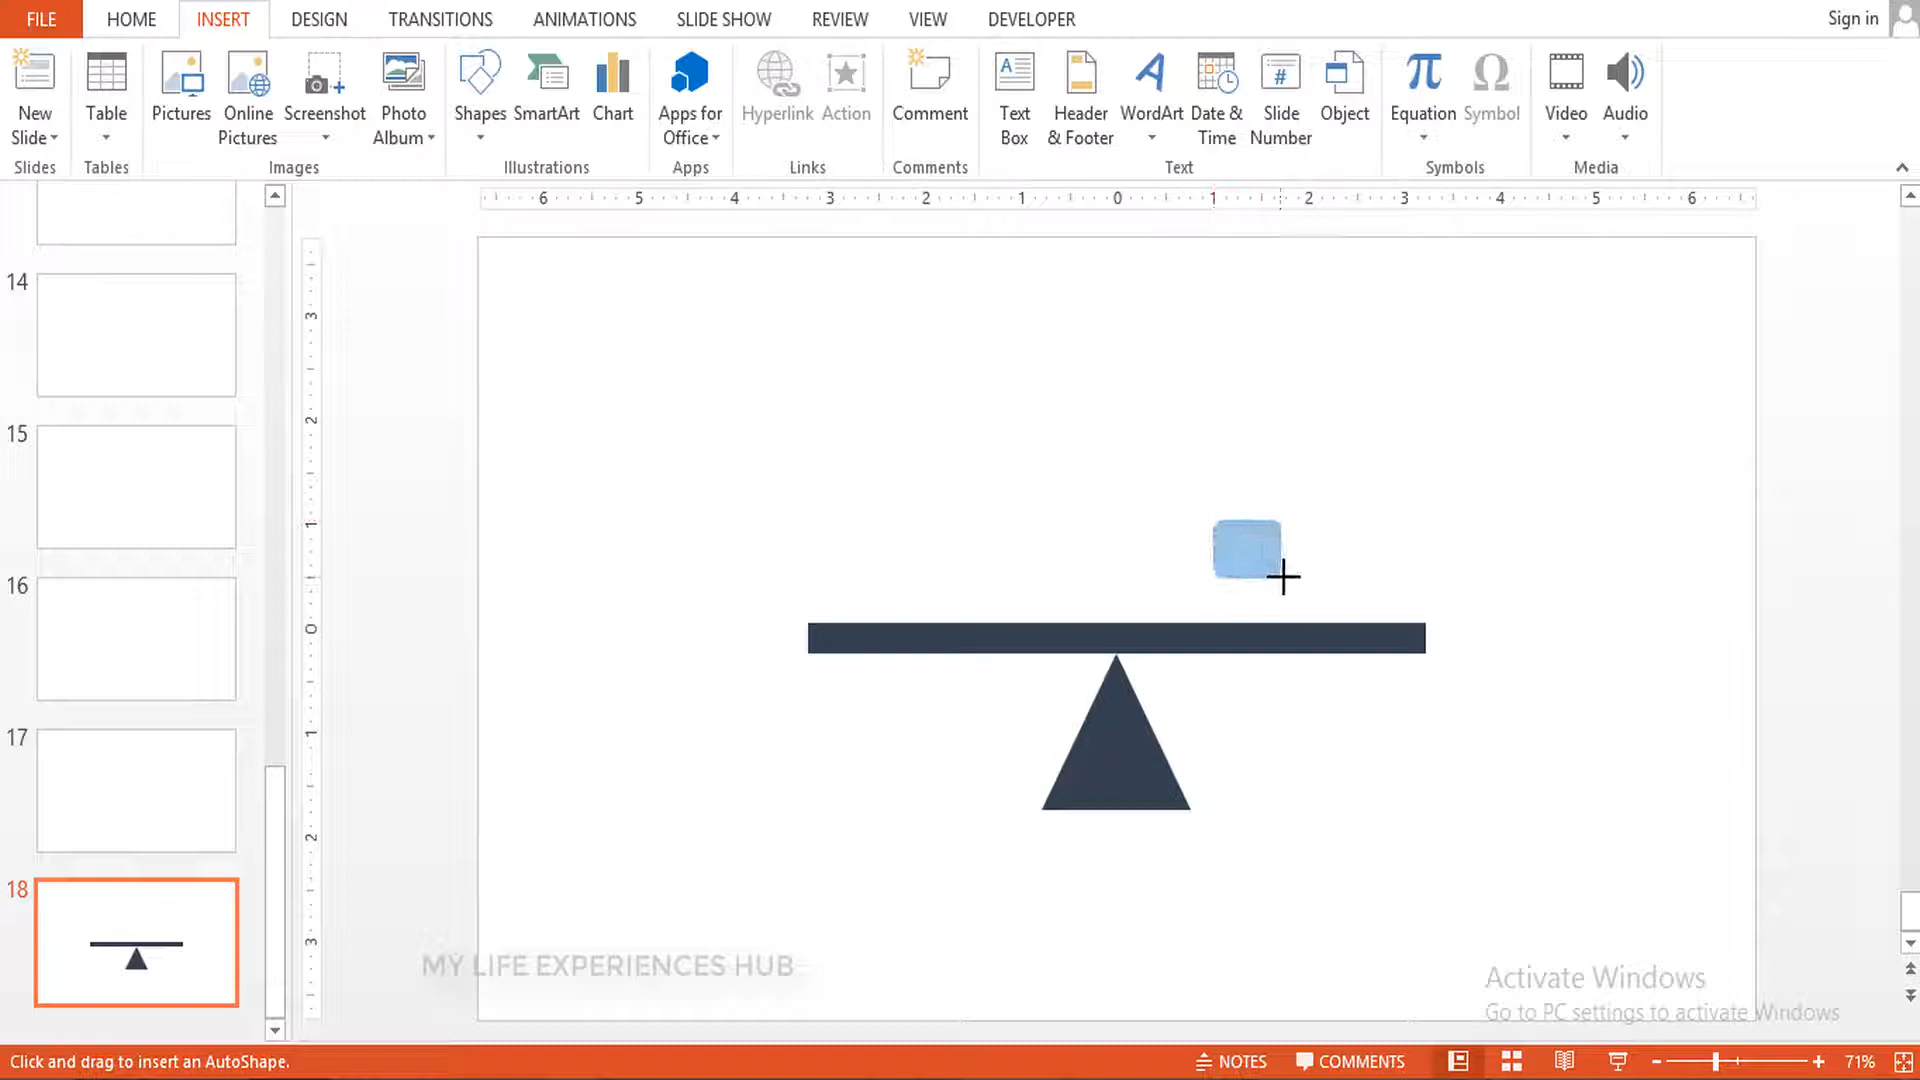 FILE HOME INSERT DESIGN TRANSITIONS ANIMATIONS SLIDE SHOW REVIEW VIEW DEVELOPER Sign in
New Slide Table Pictures Online Pictures Screenshot Photo Album Shapes SmartArt Chart Apps for Office Hyperlink Action Comment Text Box Header & Footer WordArt Date & Time Slide Number Object Equation Symbol Video Audio
Slides Tables Images Illustrations Apps Links Comments Text Symbols Media
6 5 4 3 2 1 0 1 2 3 4 5 6
3
2
1
0
1
2
3
14
15
16
17
18
MY LIFE EXPERIENCES HUB
Activate Windows
Go to PC settings to activate Windows
Click and drag to insert an AutoShape. NOTES COMMENTS 71%